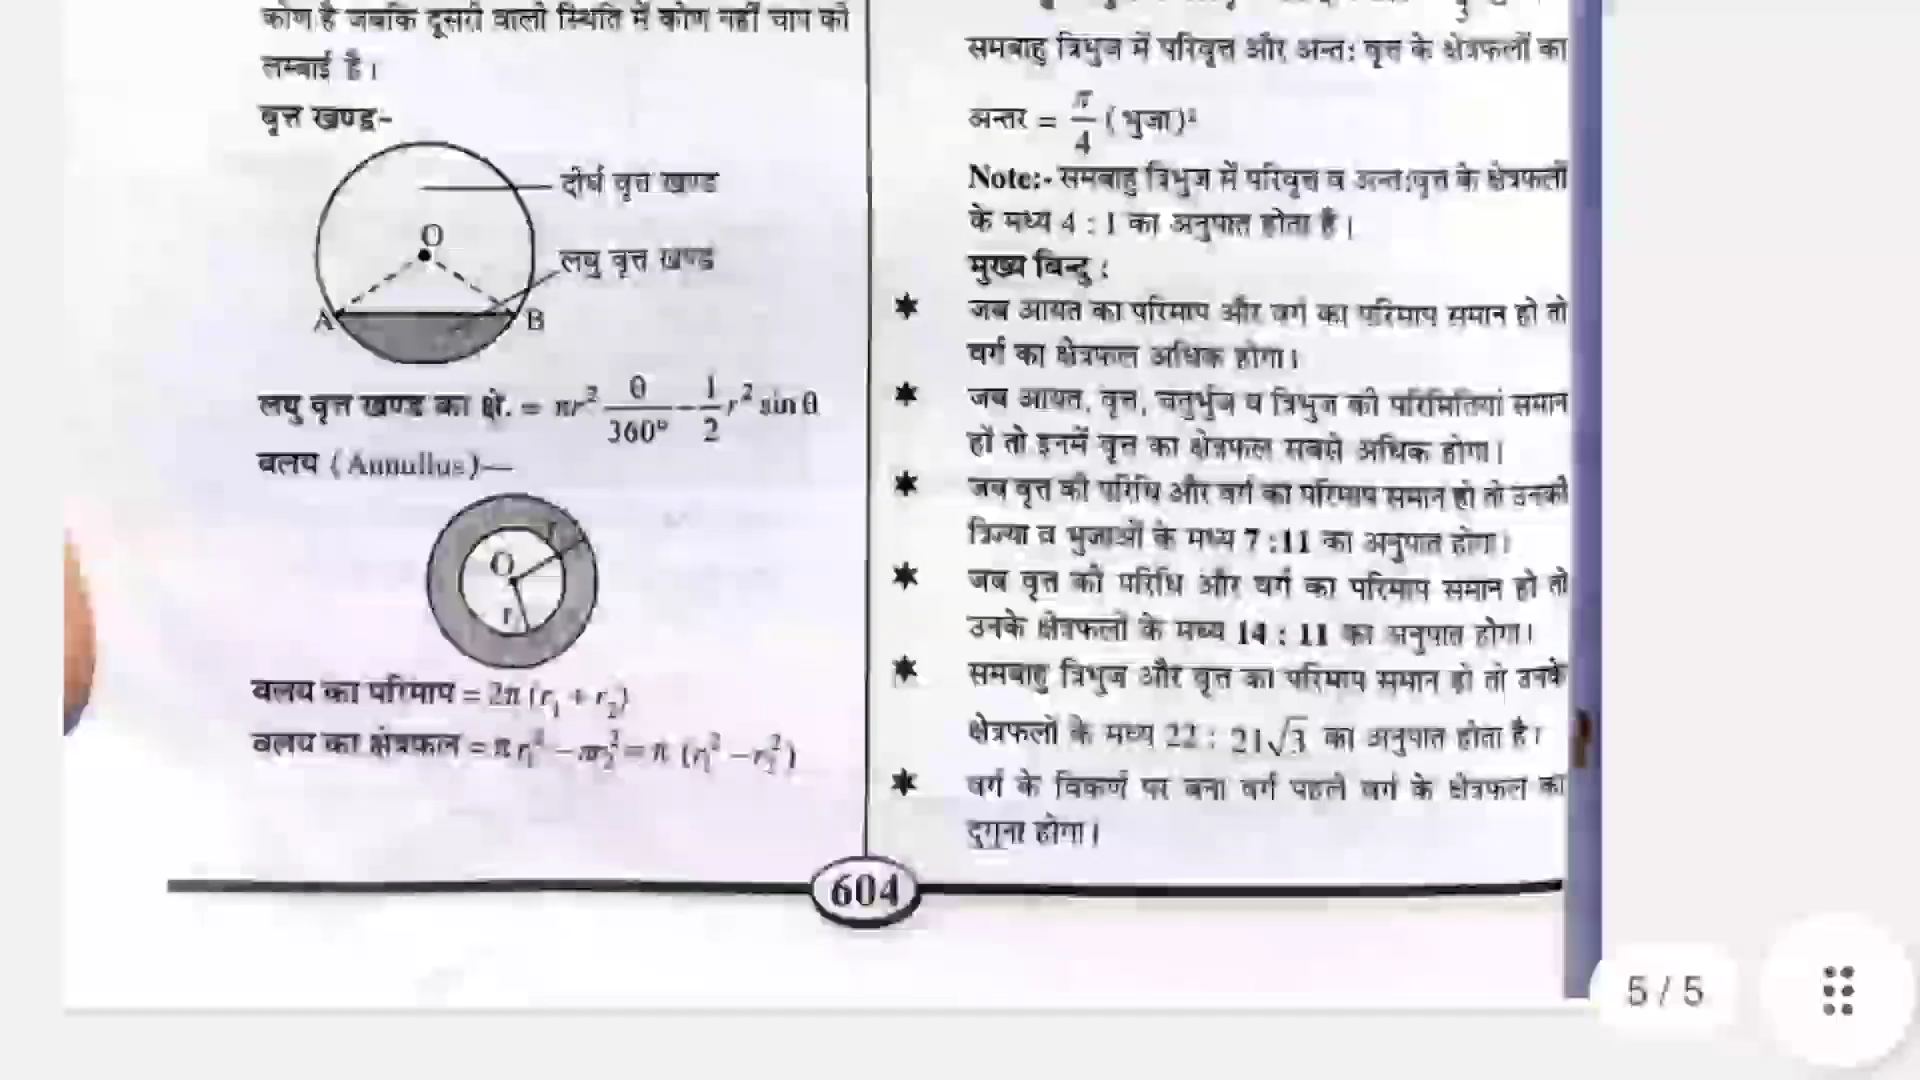 कोण है जबकि दूसरी वाली स्थिति में कोण नहीं चाप की
लम्बाई है।
वृत्त खण्ड-
दीर्घ वृत्त खण्ड
O
लघु वृत्त खण्ड
A
B
लघु वृत्त खण्ड का क्षे. = πr² θ/360° − 1/2 r² sin θ
वलय (Annullus)—
O
r
वलय का परिमाप = 2π (r₁ + r₂)
वलय का क्षेत्रफल = π r₁² − πr₂² = π (r₁² − r₂²)
समबाहु त्रिभुज में परिवृत्त और अन्त: वृत्त के क्षेत्रफलों का
अन्तर = π/4 (भुजा)²
Note:- समबाहु त्रिभुज में परिवृत्त व अन्त:वृत्त के क्षेत्रफलों
के मध्य 4 : 1 का अनुपात होता है।
मुख्य बिन्दु :
★ जब आयत का परिमाप और वर्ग का परिमाप समान हो तो
वर्ग का क्षेत्रफल अधिक होगा।
★ जब आयत, वृत्त, चतुर्भुज व त्रिभुज की परिमितियां समान
हों तो इनमें वृत्त का क्षेत्रफल सबसे अधिक होगा।
★ जब वृत्त की परिधि और वर्ग का परिमाप समान हो तो उनकी
त्रिज्या व भुजाओं के मध्य 7 : 11 का अनुपात होगा।
★ जब वृत्त की परिधि और वर्ग का परिमाप समान हो तो
उनके क्षेत्रफलों के मध्य 14 : 11 का अनुपात होगा।
★ समबाहु त्रिभुज और वृत्त का परिमाप समान हो तो उनके
क्षेत्रफलों के मध्य 22 : 21√3 का अनुपात होता है।
★ वर्ग के विकर्ण पर बना वर्ग पहले वर्ग के क्षेत्रफल का
दुगुना होगा।
604
5 / 5